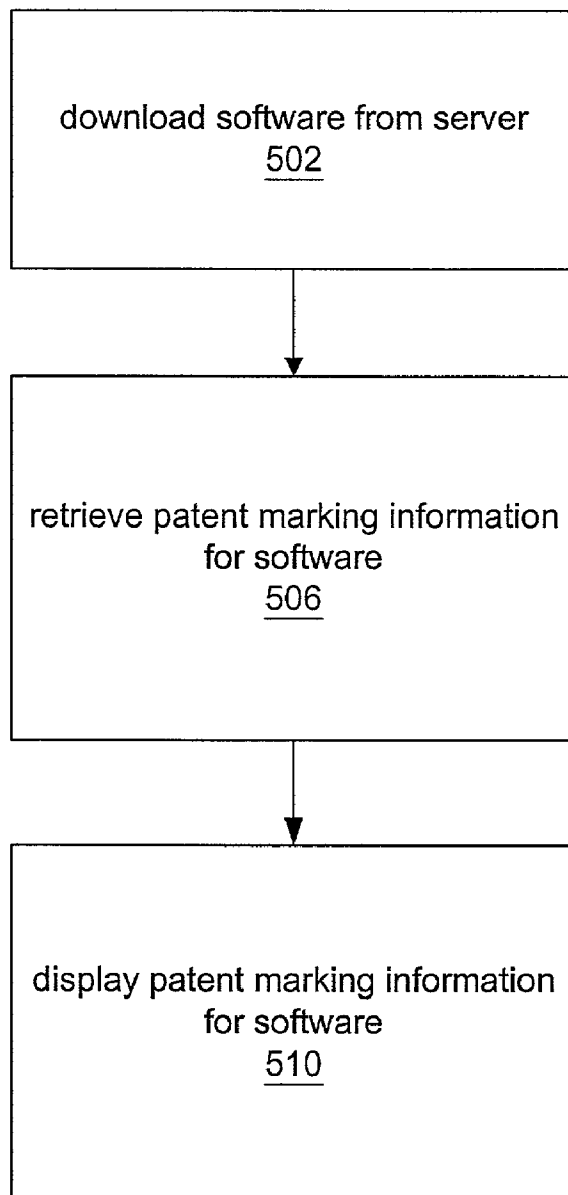 download software from server
502
retrieve patent marking information
for software
506
display patent marking information
for software
510